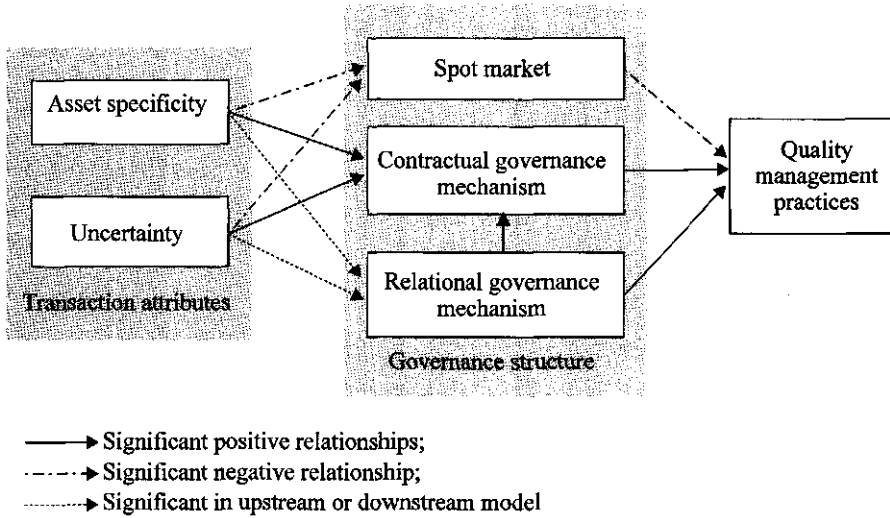 Asset specificity
Uncertainty
Transaction attributes
Spot market
Contractual governance
mechanism
Relational governance
mechanism
Governance structure
Quality
management
practices
Significant positive relationships;
Significant negative relationship;
Significant in upstream or downstream model